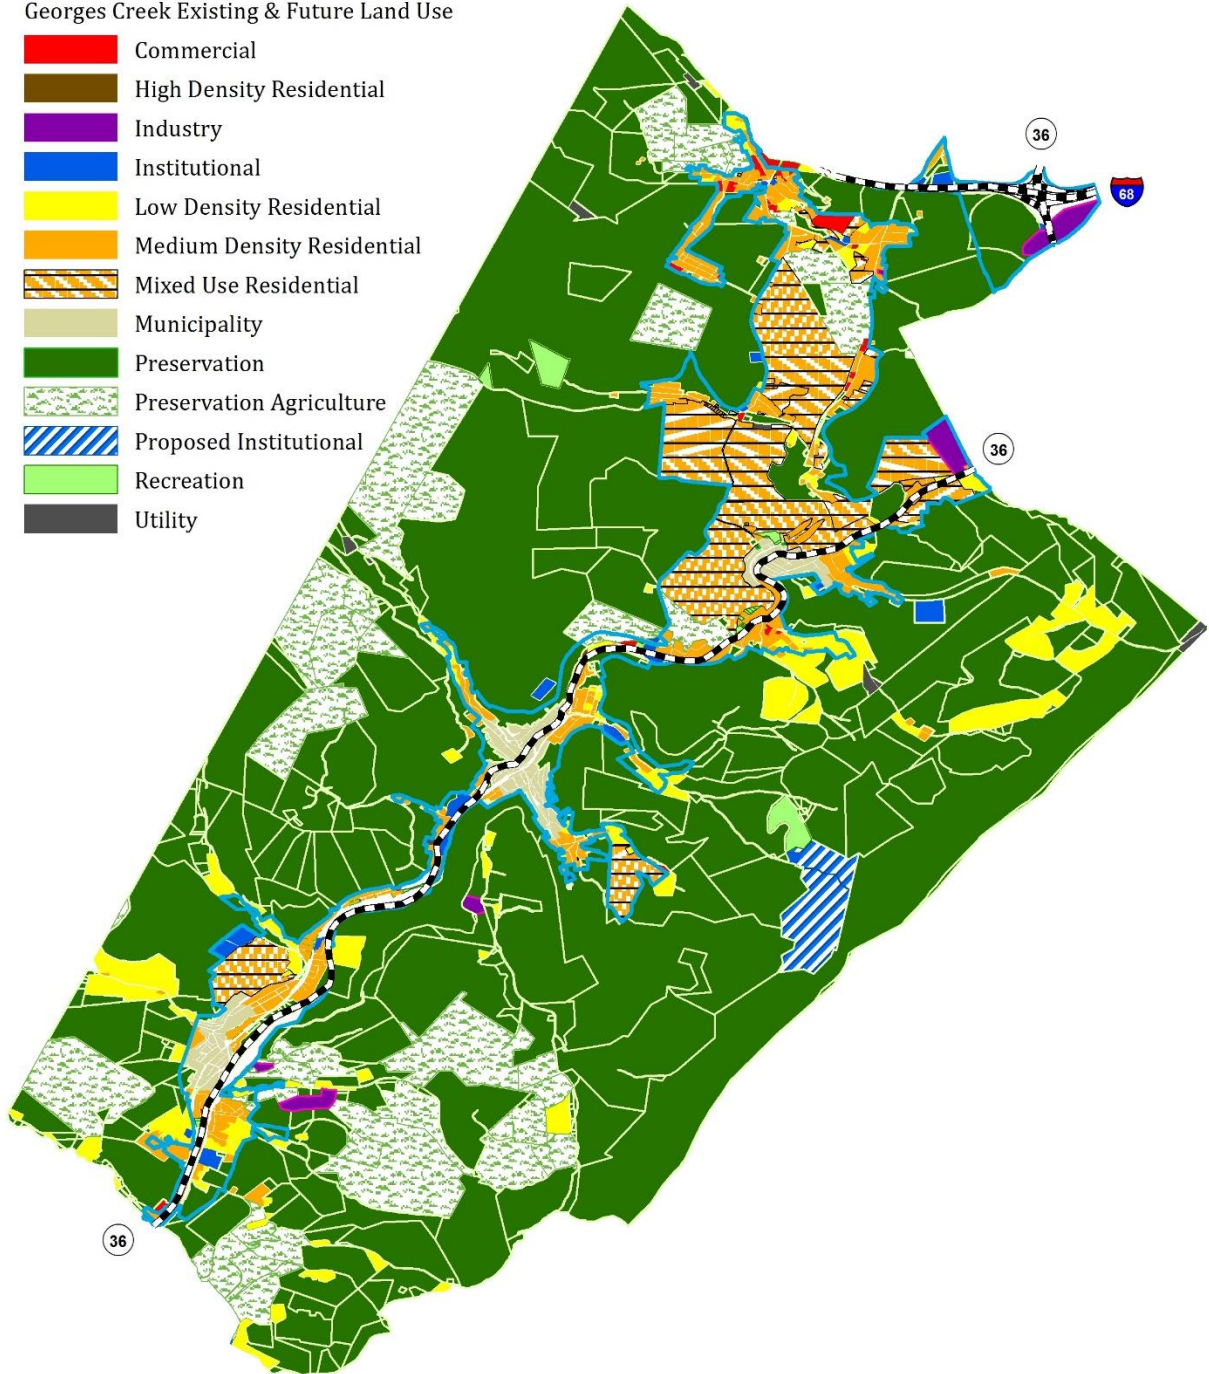 Georges Creek Existing & Future Land Use
Commercial
High Density Residential
Industry
Institutional
Low Density Residential
Medium Density Residential
Mixed Use Residential
Municipality
Preservation
Preservation Agriculture
Proposed Institutional
Recreation
Utility
36
68
36
36